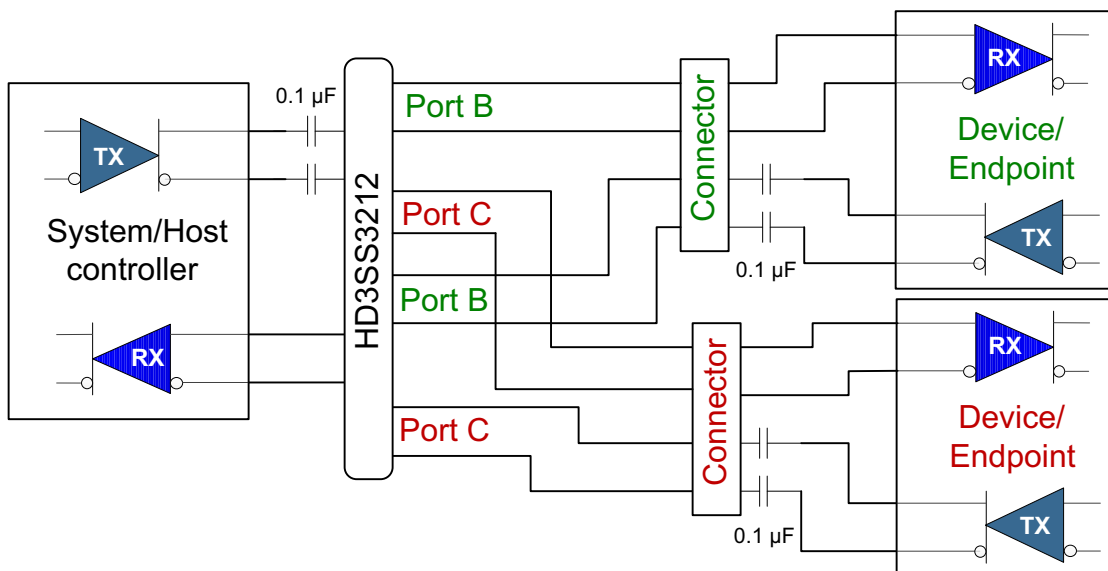 0.1 µF
TX
System/Host
controller
RX
HD3SS3212
Port B
Port C
Port B
Port C
Connector
0.1 µF
RX
Device/
Endpoint
TX
Connector
0.1 µF
RX
Device/
Endpoint
TX